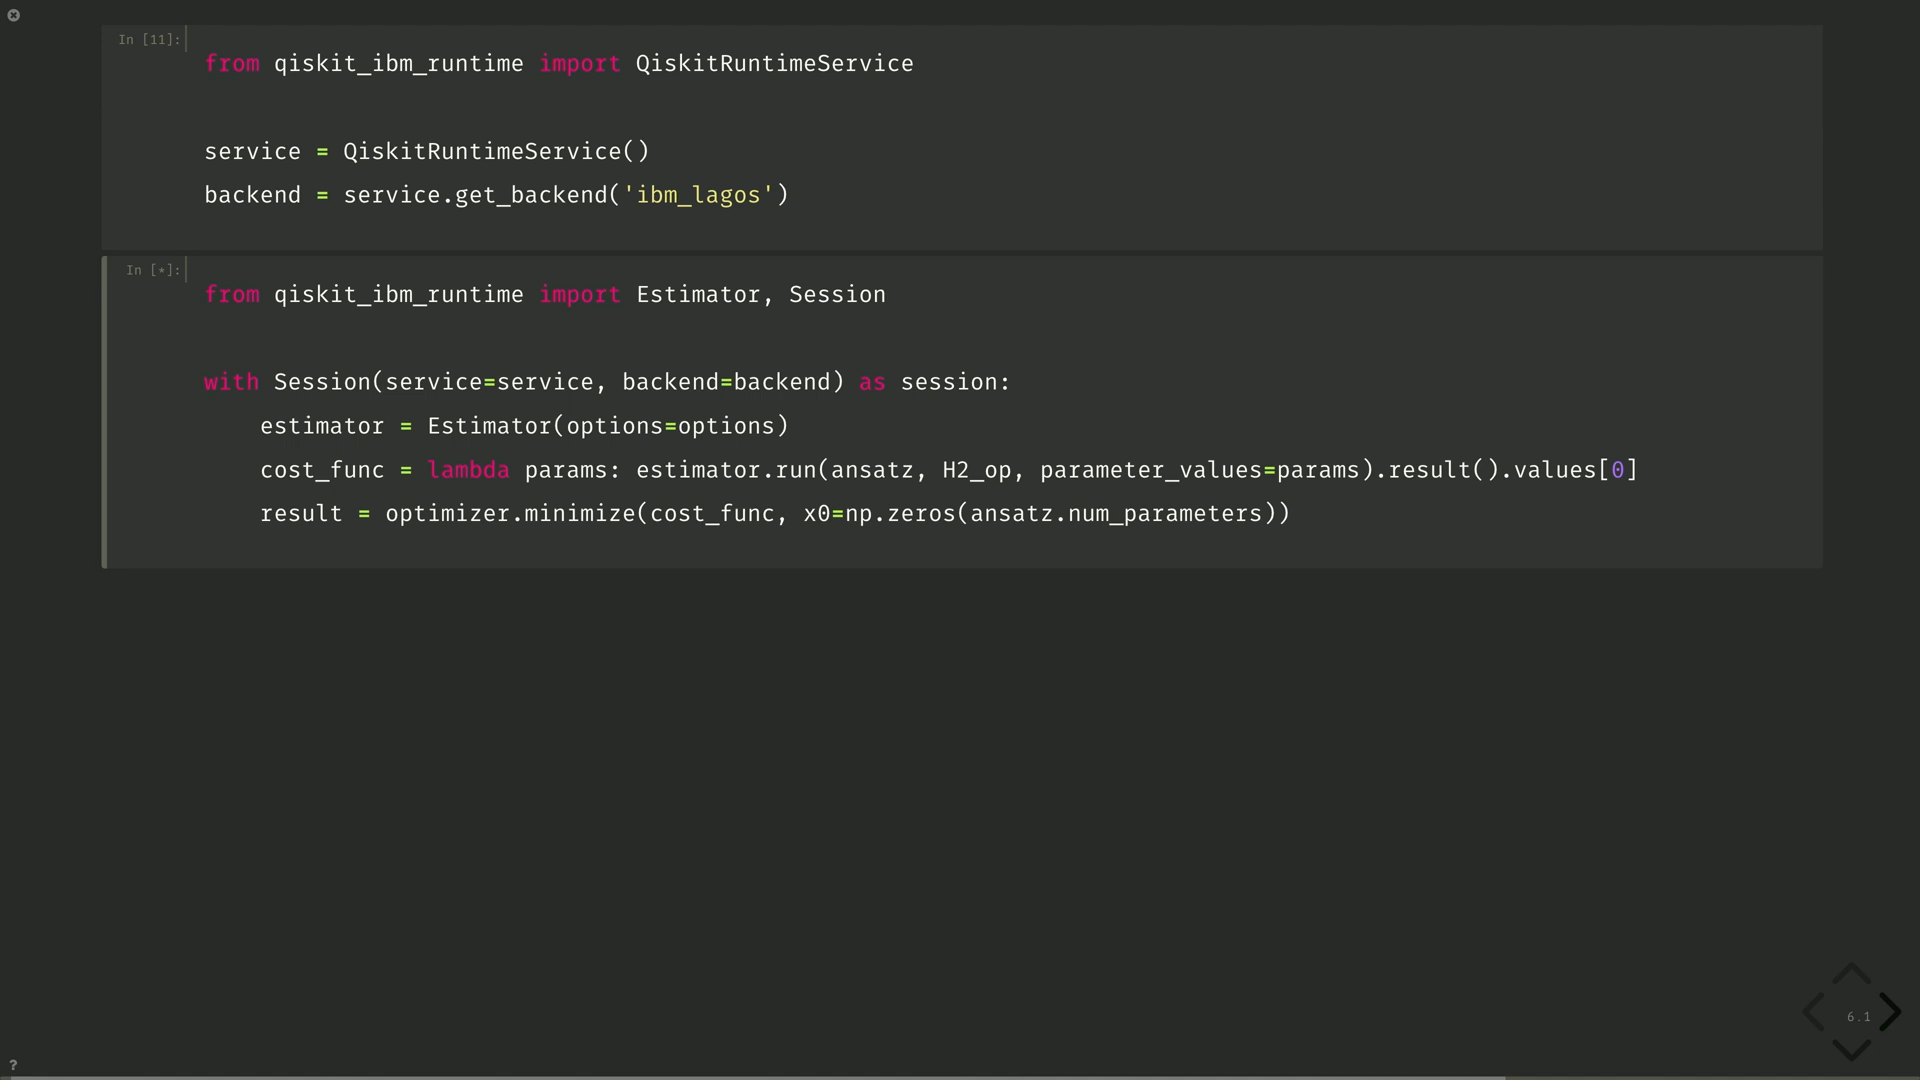 In [11]:
from qiskit_ibm_runtime import QiskitRuntimeService
service = QiskitRuntimeService()
backend = service.get_backend('ibm_lagos')
In [*]:
from qiskit_ibm_runtime import Estimator, Session
with Session(service=service, backend=backend) as session:
    estimator = Estimator(options=options)
    cost_func = lambda params: estimator.run(ansatz, H2_op, parameter_values=params).result().values[0]
    result = optimizer.minimize(cost_func, x0=np.zeros(ansatz.num_parameters))
6.1
?